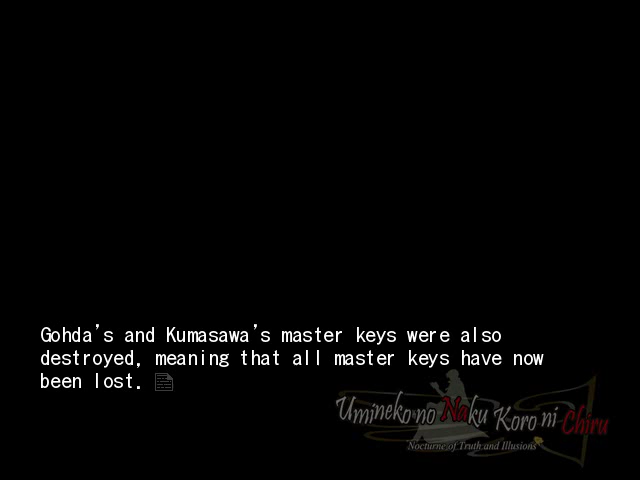 Gohda's and Kumasawa's master keys were also
destroyed, meaning that all master keys have now
been lost.
Umineko no Naku Koro ni Chiru
Nocturne of Truth and Illusions